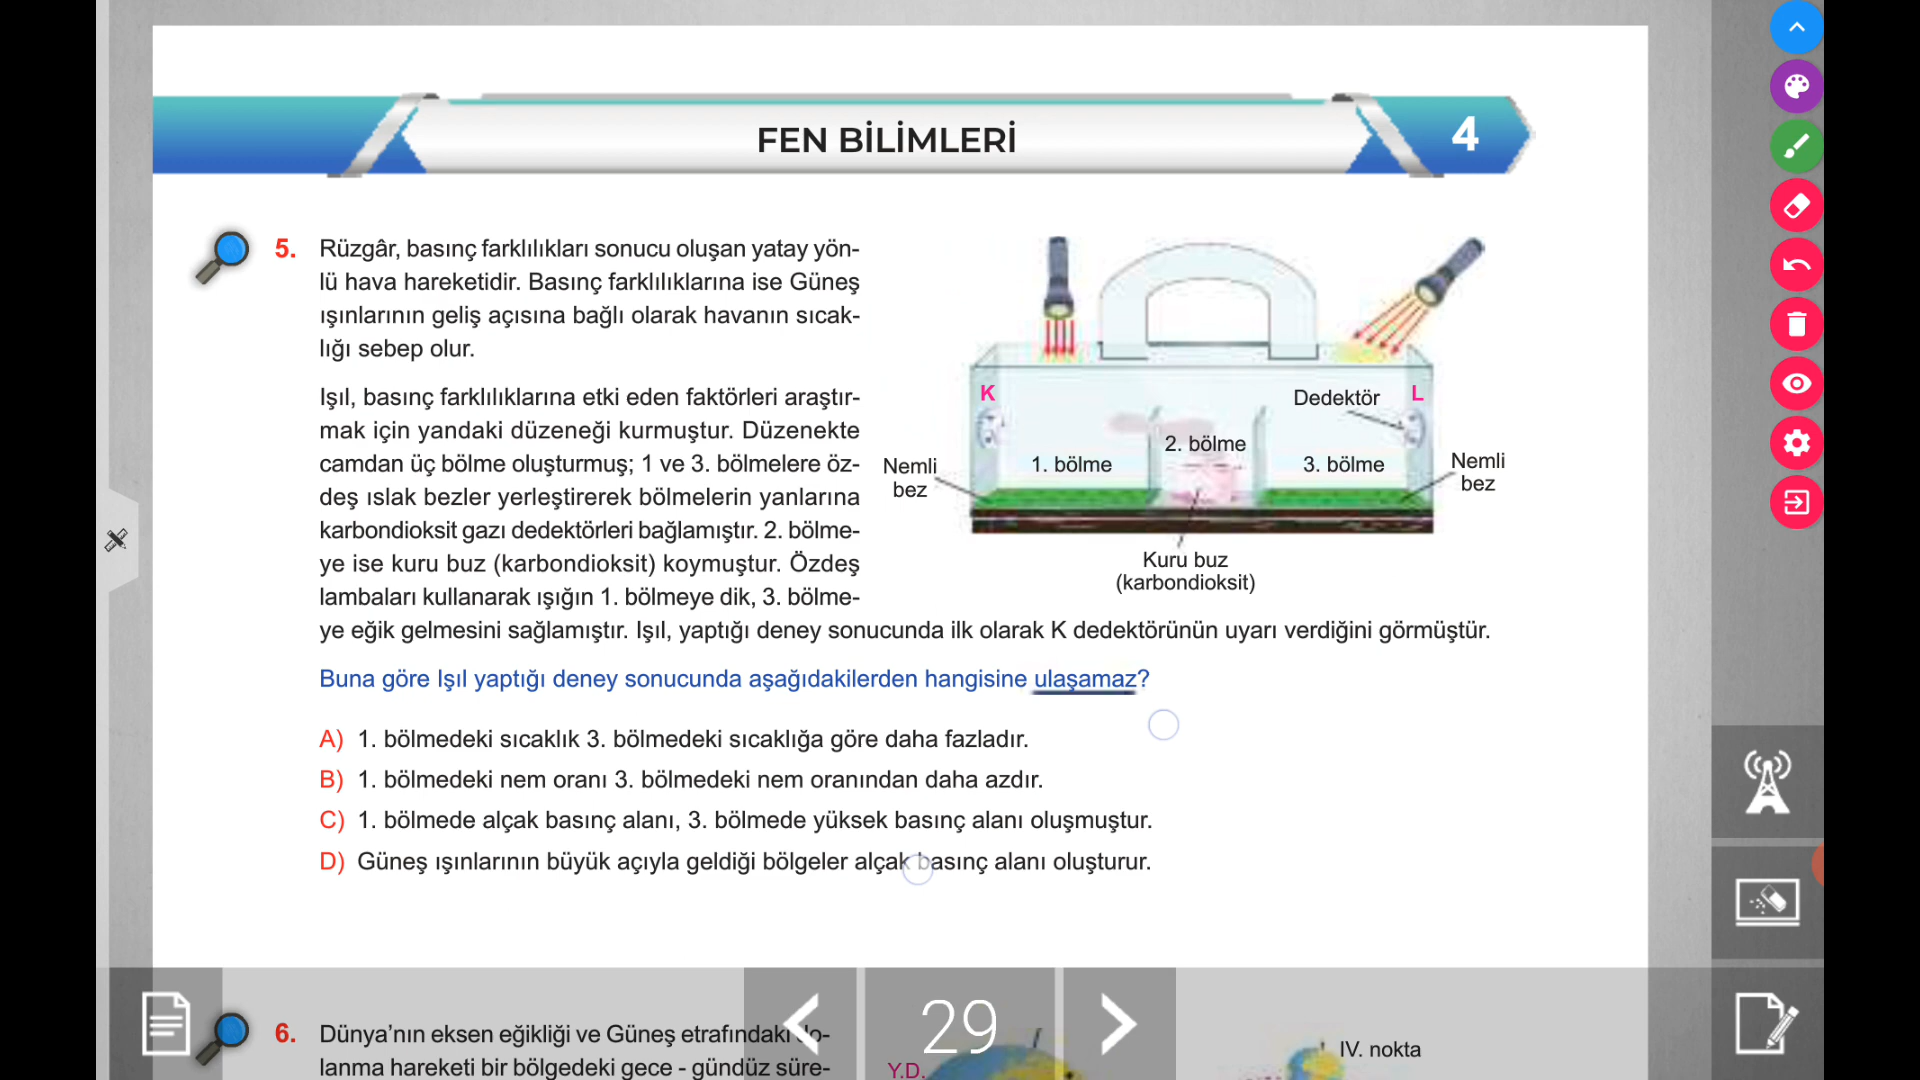 FEN BİLİMLERİ
4
5. Rüzgâr, basınç farklılıkları sonucu oluşan yatay yön-
lü hava hareketidir. Basınç farklılıklarına ise Güneş
ışınlarının geliş açısına bağlı olarak havanın sıcak-
lığı sebep olur.
Işıl, basınç farklılıklarına etki eden faktörleri araştır-
mak için yandaki düzeneği kurmuştur. Düzenekte
camdan üç bölme oluşturmuş; 1 ve 3. bölmelere öz-
deş ıslak bezler yerleştirerek bölmelerin yanlarına
karbondioksit gazı dedektörleri bağlamıştır. 2. bölme-
ye ise kuru buz (karbondioksit) koymuştur. Özdeş
lambaları kullanarak ışığın 1. bölmeye dik, 3. bölme-
ye eğik gelmesini sağlamıştır. Işıl, yaptığı deney sonucunda ilk olarak K dedektörünün uyarı verdiğini görmüştür.
K
Dedektör
L
1. bölme
2. bölme
3. bölme
Nemli
bez
Nemli
bez
Kuru buz
(karbondioksit)
Buna göre Işıl yaptığı deney sonucunda aşağıdakilerden hangisine ulaşamaz?
A) 1. bölmedeki sıcaklık 3. bölmedeki sıcaklığa göre daha fazladır.
B) 1. bölmedeki nem oranı 3. bölmedeki nem oranından daha azdır.
C) 1. bölmede alçak basınç alanı, 3. bölmede yüksek basınç alanı oluşmuştur.
D) Güneş ışınlarının büyük açıyla geldiği bölgeler alçak basınç alanı oluşturur.
29
6. Dünya'nın eksen eğikliği ve Güneş etrafındaki do-
lanma hareketi bir bölgedeki gece - gündüz süre-
Y.D.
IV. nokta